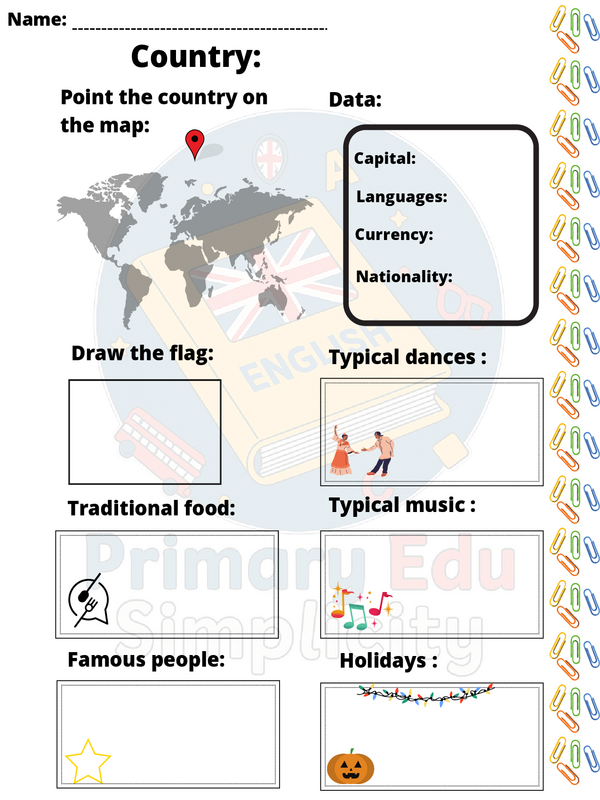 Name:
Country:
Point the country on
the map:
Data:
Capital:
Languages:
Currency:
Nationality:
Draw the flag:
Typical dances :
Traditional food:
Typical music :
Famous people:
Holidays :
A
ENGLISH
C
Primary Edu
Simplicity